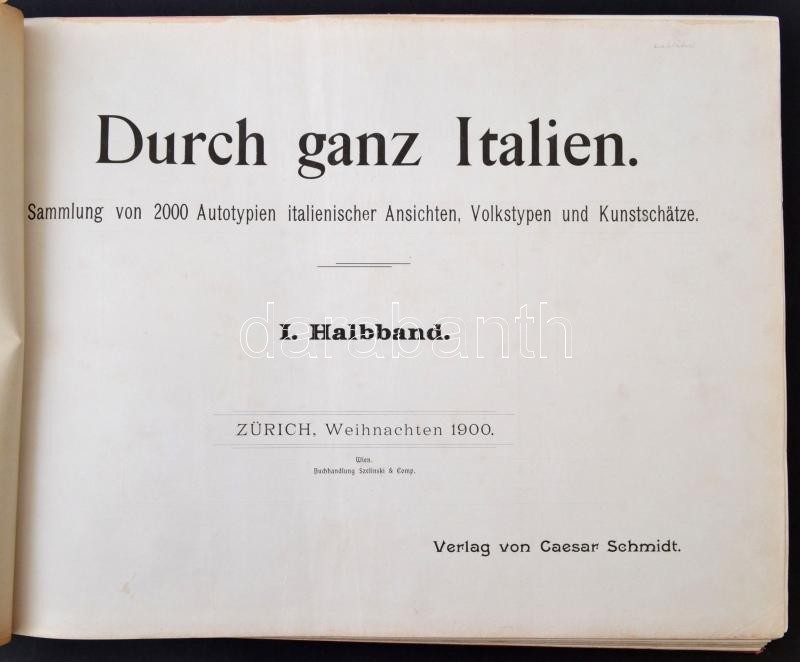 Durch ganz Italien.
Sammlung von 2000 Autotypien italienischer Ansichten, Volkstypen und Kunstschätze.
I. Halbband.
darabanth
ZÜRICH, Weihnachten 1900.
Wien.
Buchhandlung Szelinski & Comp.
Verlag von Caesar Schmidt.